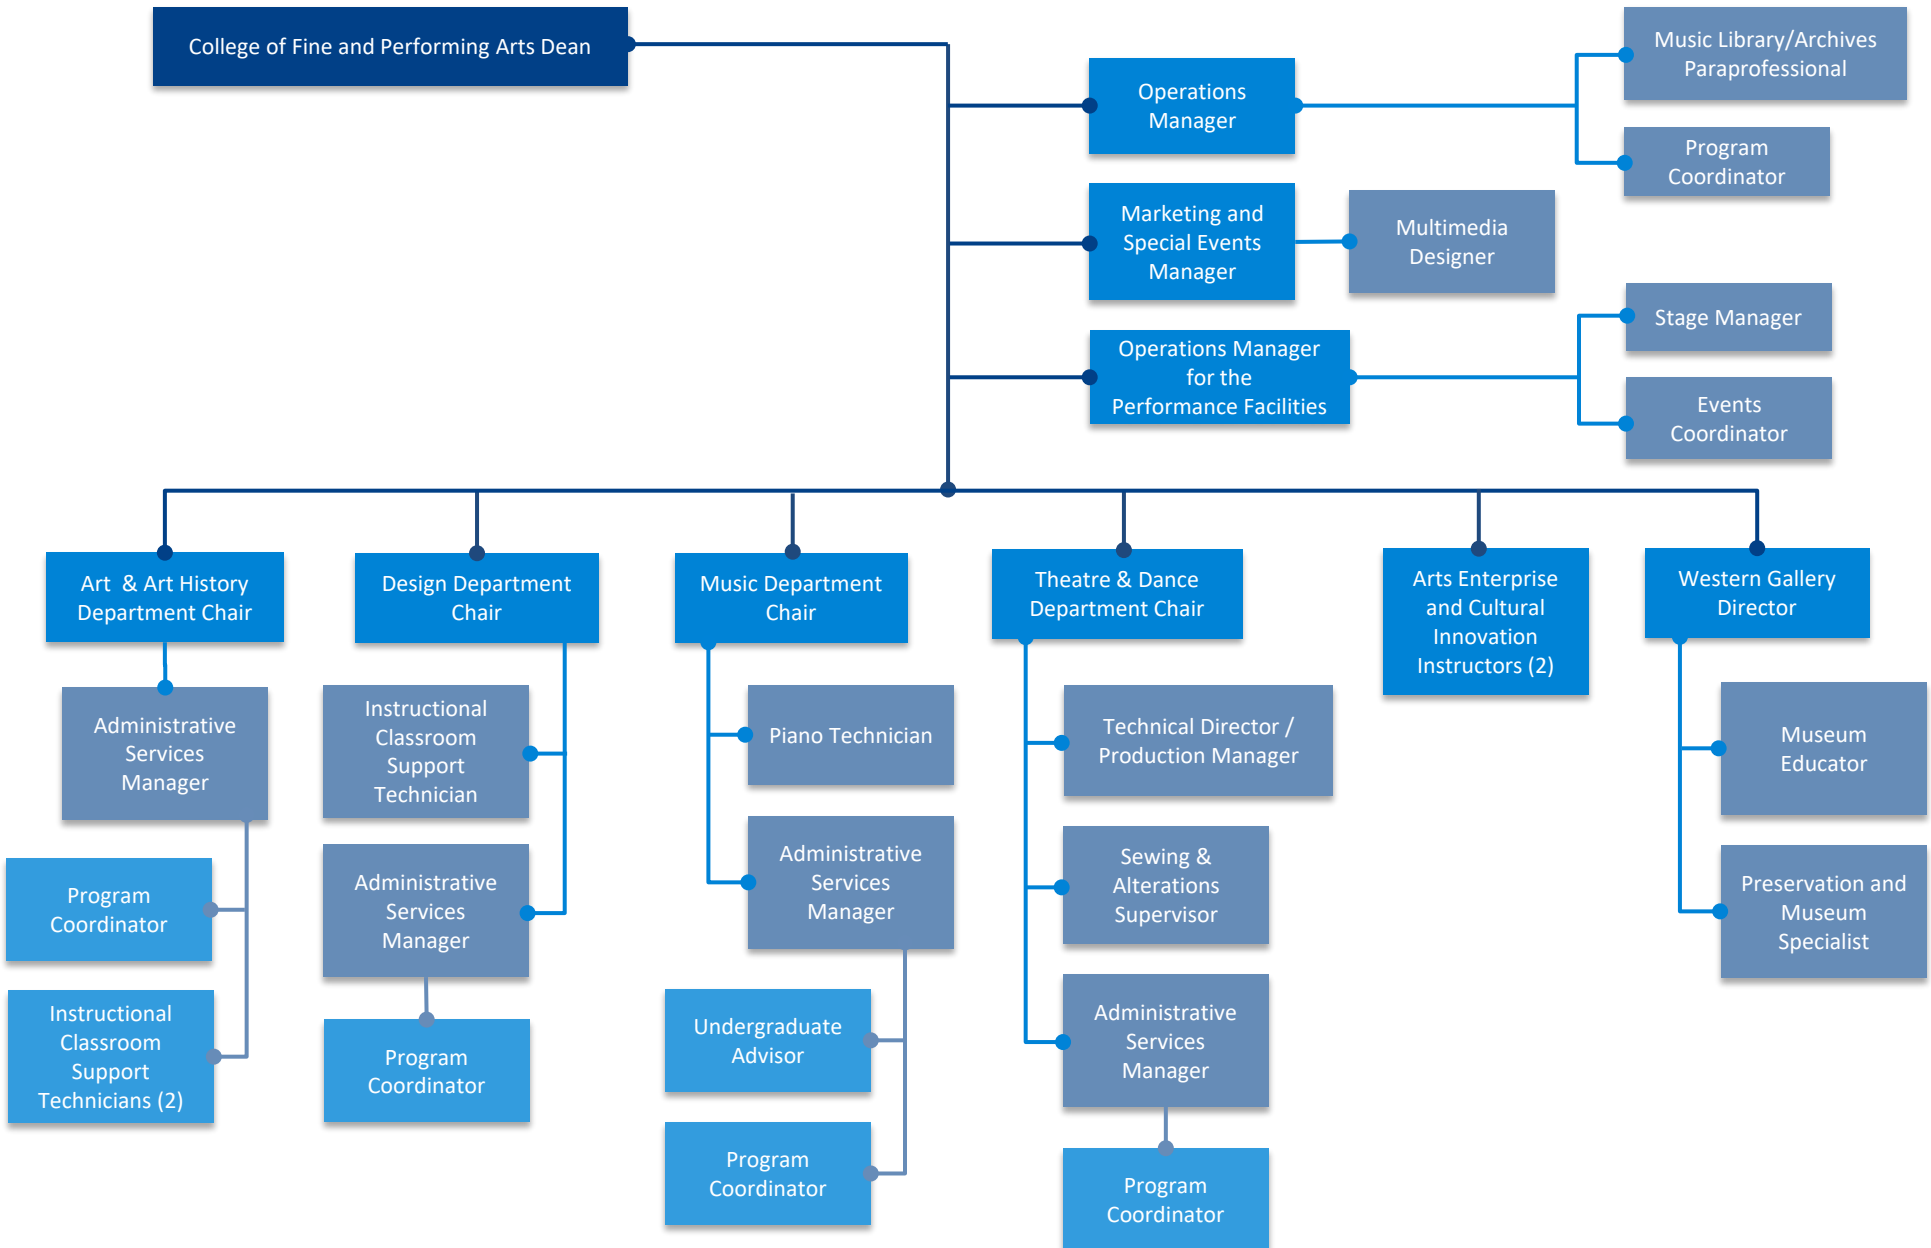 College of Fine and Performing Arts Dean
Music Library/Archives
Paraprofessional
Operations
Manager
Program
Coordinator
Marketing and
Special Events
Manager
Multimedia
Designer
Stage Manager
Operations Manager
for the
Performance Facilities
Events
Coordinator
Art & Art History
Department Chair
Design Department
Chair
Music Department
Chair
Theatre & Dance
Department Chair
Arts Enterprise
and Cultural
Innovation
Instructors (2)
Western Gallery
Director
Administrative
Services
Manager
Program
Coordinator
Instructional
Classroom
Support
Technicians (2)
Instructional
Classroom
Support
Technician
Administrative
Services
Manager
Program
Coordinator
Piano Technician
Administrative
Services
Manager
Undergraduate
Advisor
Program
Coordinator
Technical Director /
Production Manager
Sewing &
Alterations
Supervisor
Administrative
Services
Manager
Program
Coordinator
Museum
Educator
Preservation and
Museum
Specialist